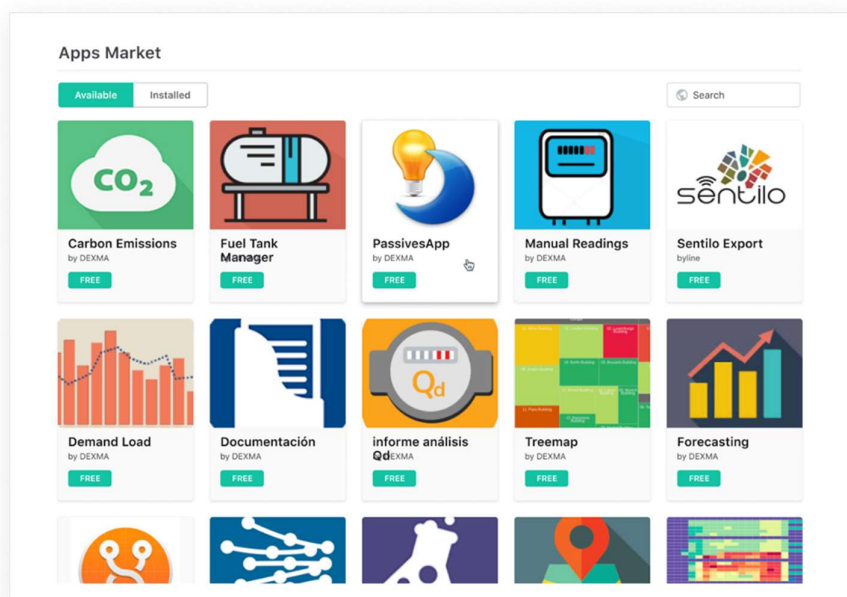 Apps Market
Available
Installed
Search
CO2
sentilo
Carbon Emissions
by DEXMA
FREE
Fuel Tank
Manager
FREE
PassivesApp
by DEXMA
FREE
Manual Readings
by DEXMA
FREE
Sentilo Export
byline
FREE
Qd
Demand Load
by DEXMA
FREE
Documentación
by DEXMA
FREE
informe análisis
Qd
FREE
Treemap
by DEXMA
FREE
Forecasting
by DEXMA
FREE